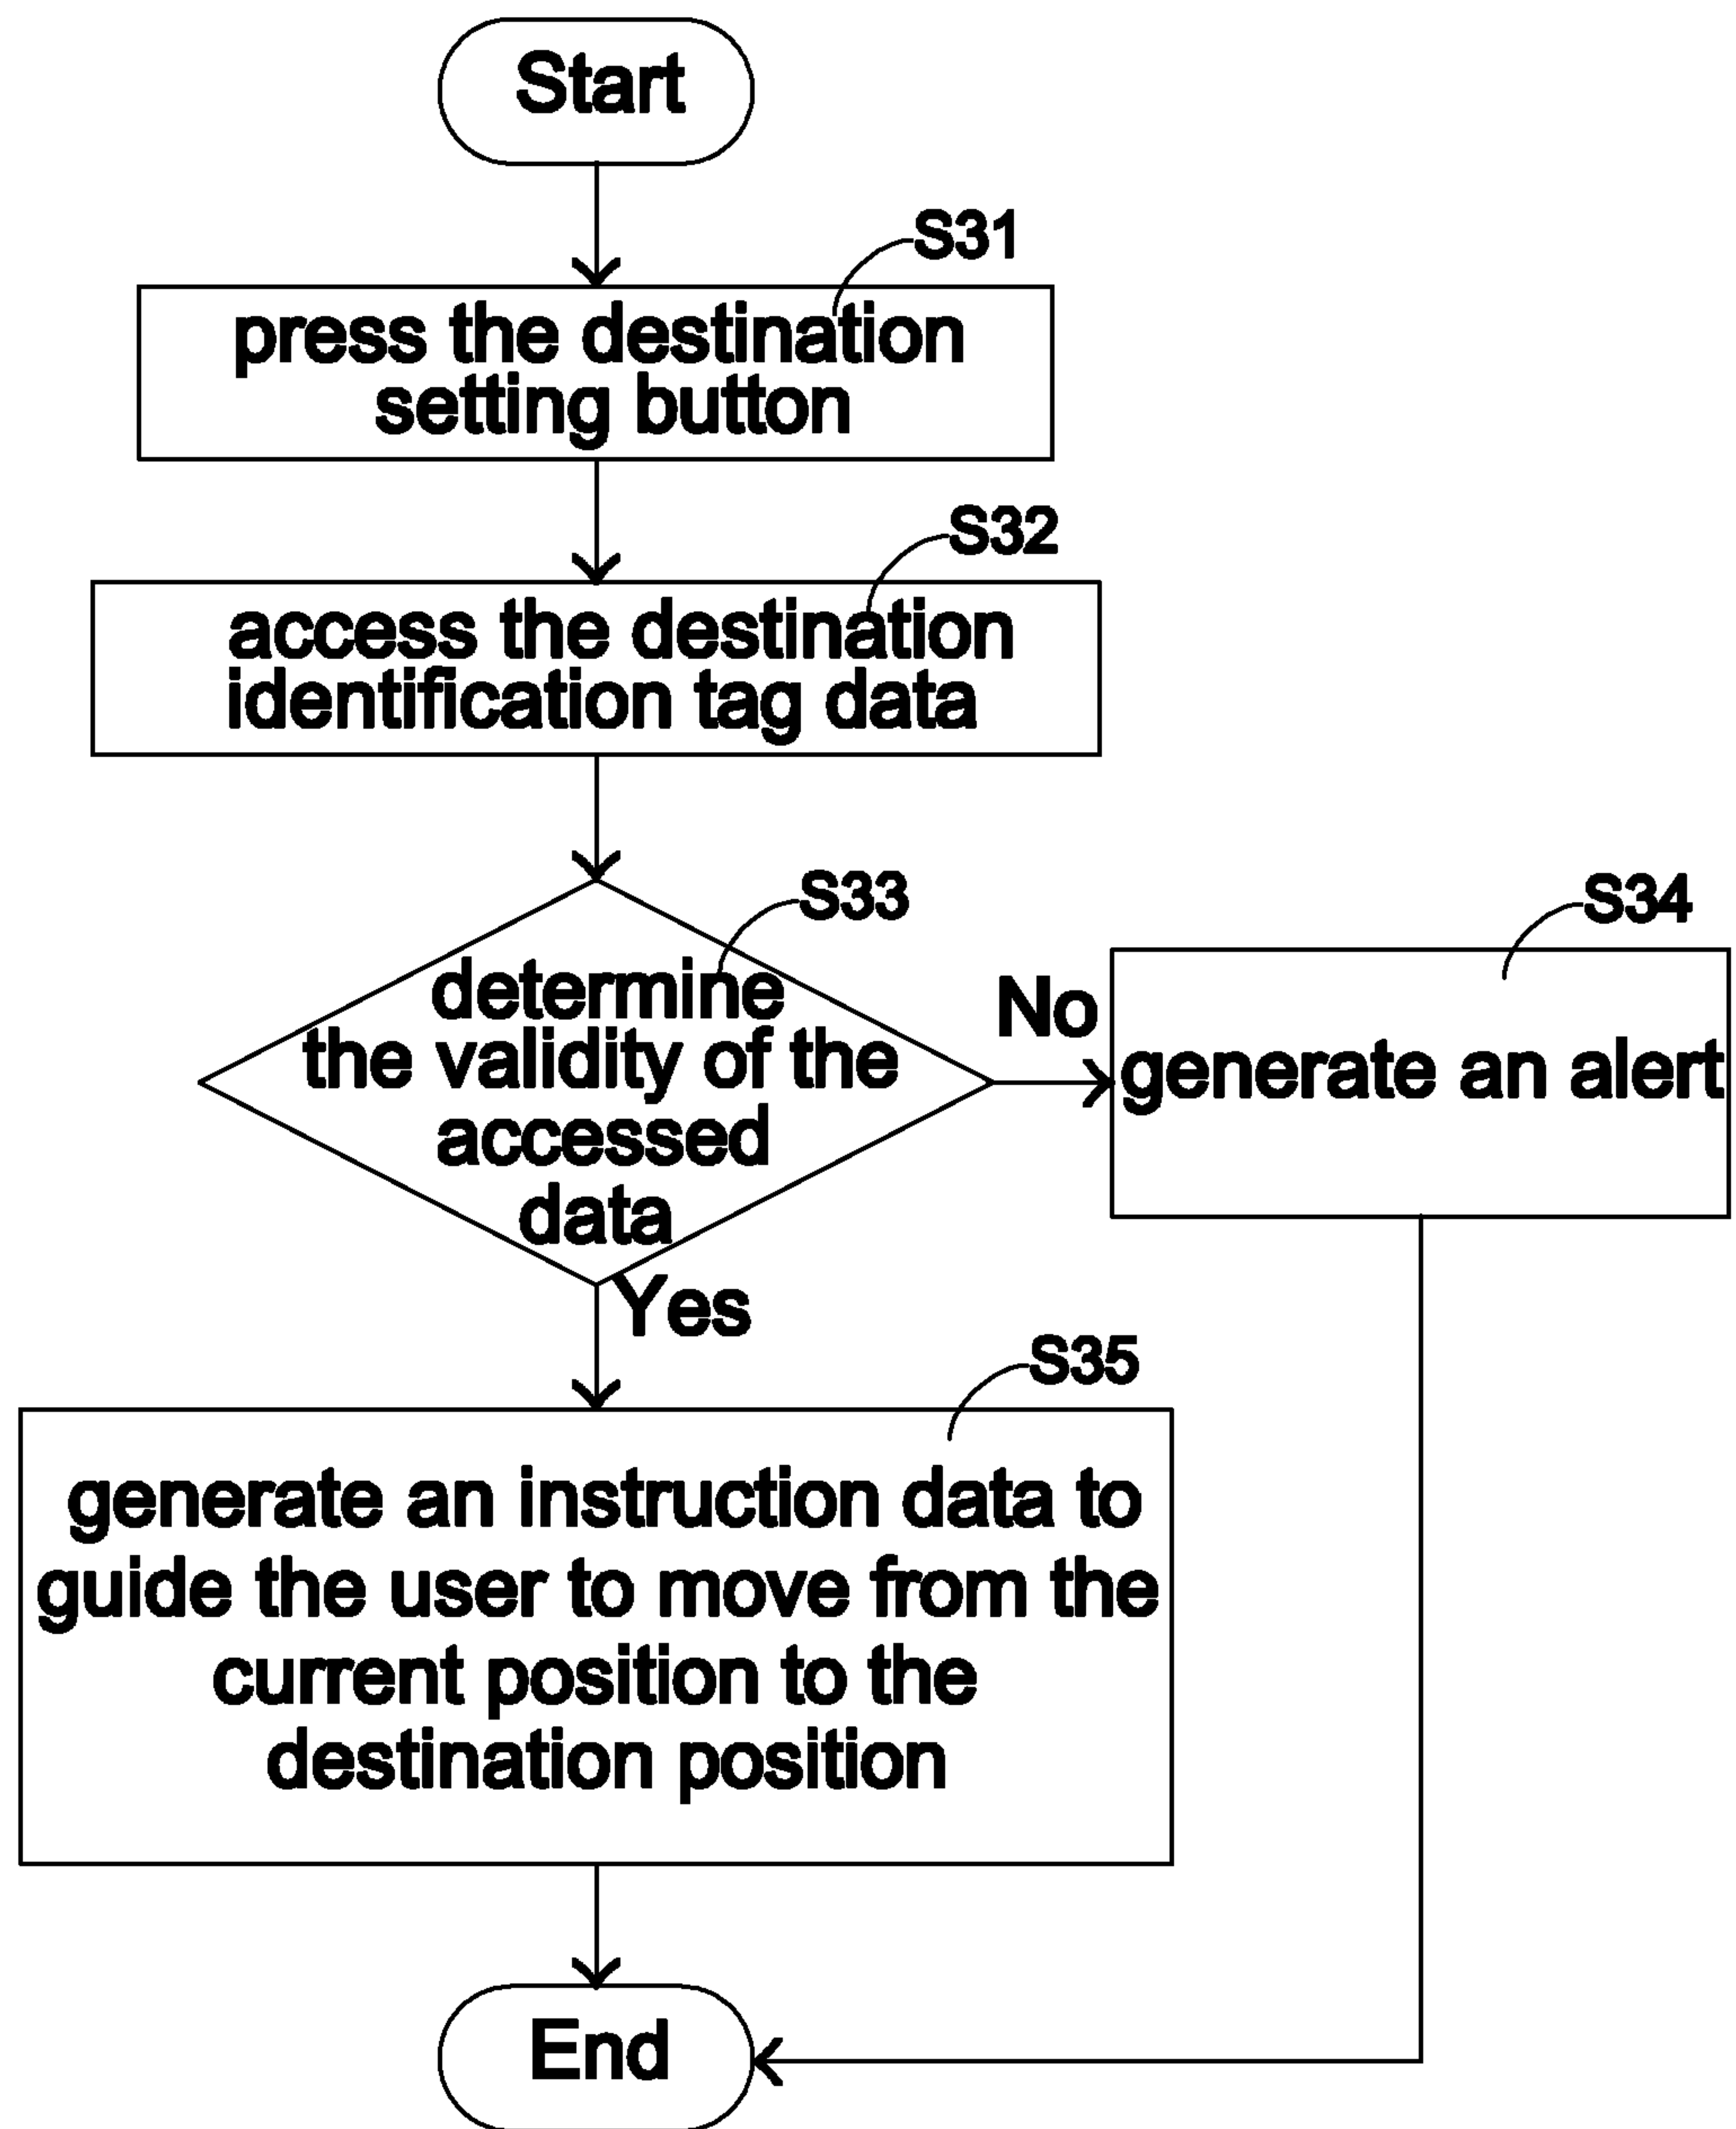 Start
S31
press the destination
setting button
S32
access the destination
identification tag data
S33
determine
the validity of the
accessed
data
No
S34
generate an alert
Yes
S35
generate an instruction data to
guide the user to move from the
current position to the
destination position
End